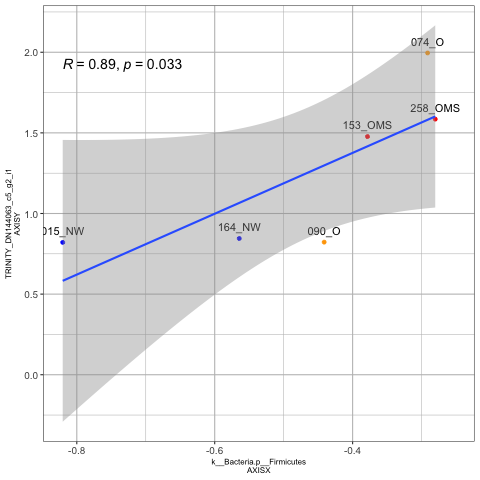 074_O
2.0
R = 0.89, p = 0.033
258_OMS
153_OMS
1.5
TRINITY_DN144063_c5_g2_i1
AXISY
015_NW
164_NW
090_O
1.0
0.5
0.0
-0.8
-0.6
-0.4
k__Bacteria.p__Firmicutes
AXISX